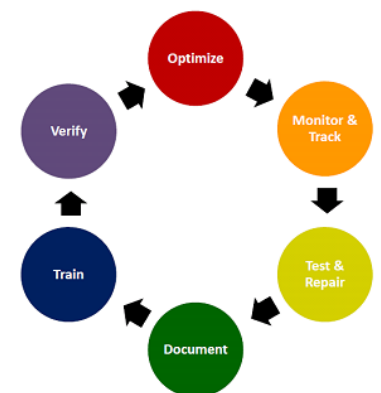 Optimize
Monitor &
Track
Test &
Repair
Document
Train
Verify